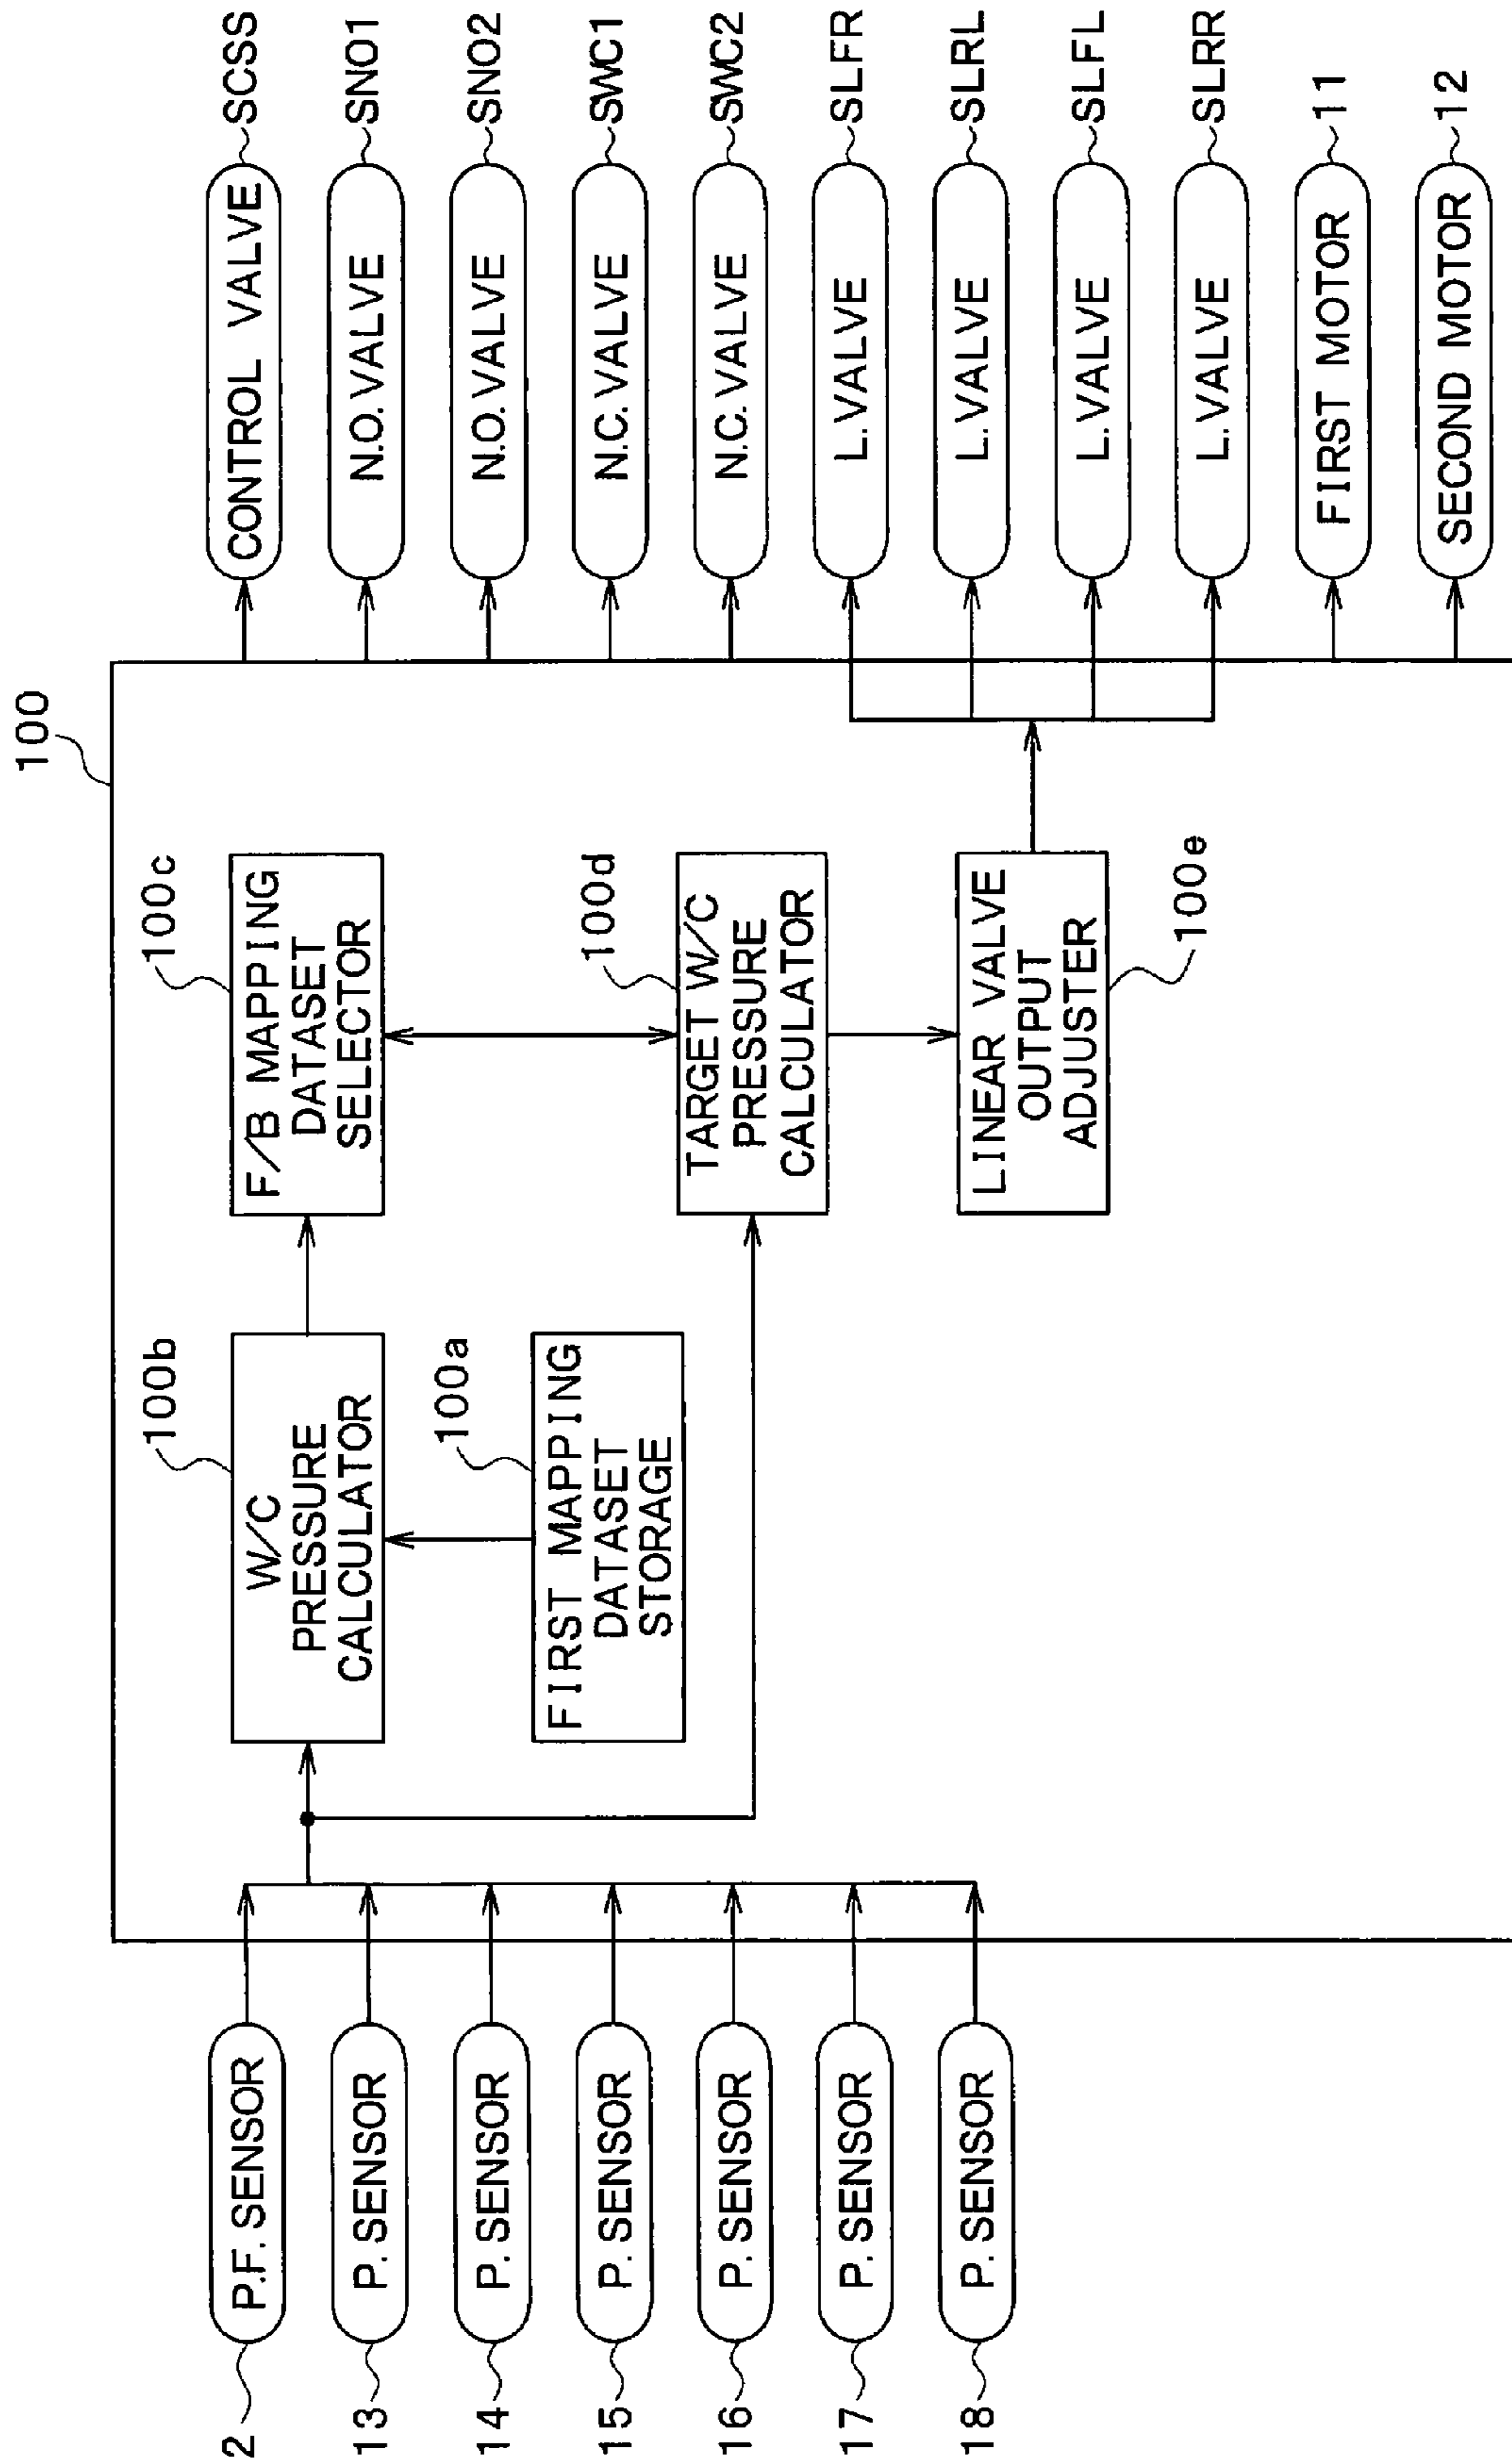 100
2
P.F.SENSOR
13
P.SENSOR
14
P.SENSOR
15
P.SENSOR
16
P.SENSOR
17
P.SENSOR
18
P.SENSOR
100b
W/C
PRESSURE
CALCULATOR
100a
FIRST MAPPING
DATASET
STORAGE
100c
F/B MAPPING
DATASET
SELECTOR
100d
TARGET W/C
PRESSURE
CALCULATOR
LINEAR VALVE
OUTPUT
ADJUSTER
100e
CONTROL VALVE
SCSS
N.O.VALVE
SNO1
N.O.VALVE
SNO2
N.C.VALVE
SWC1
N.C.VALVE
SWC2
L.VALVE
SLFR
L.VALVE
SLRL
L.VALVE
SLFL
L.VALVE
SLRR
FIRST MOTOR
11
SECOND MOTOR
12